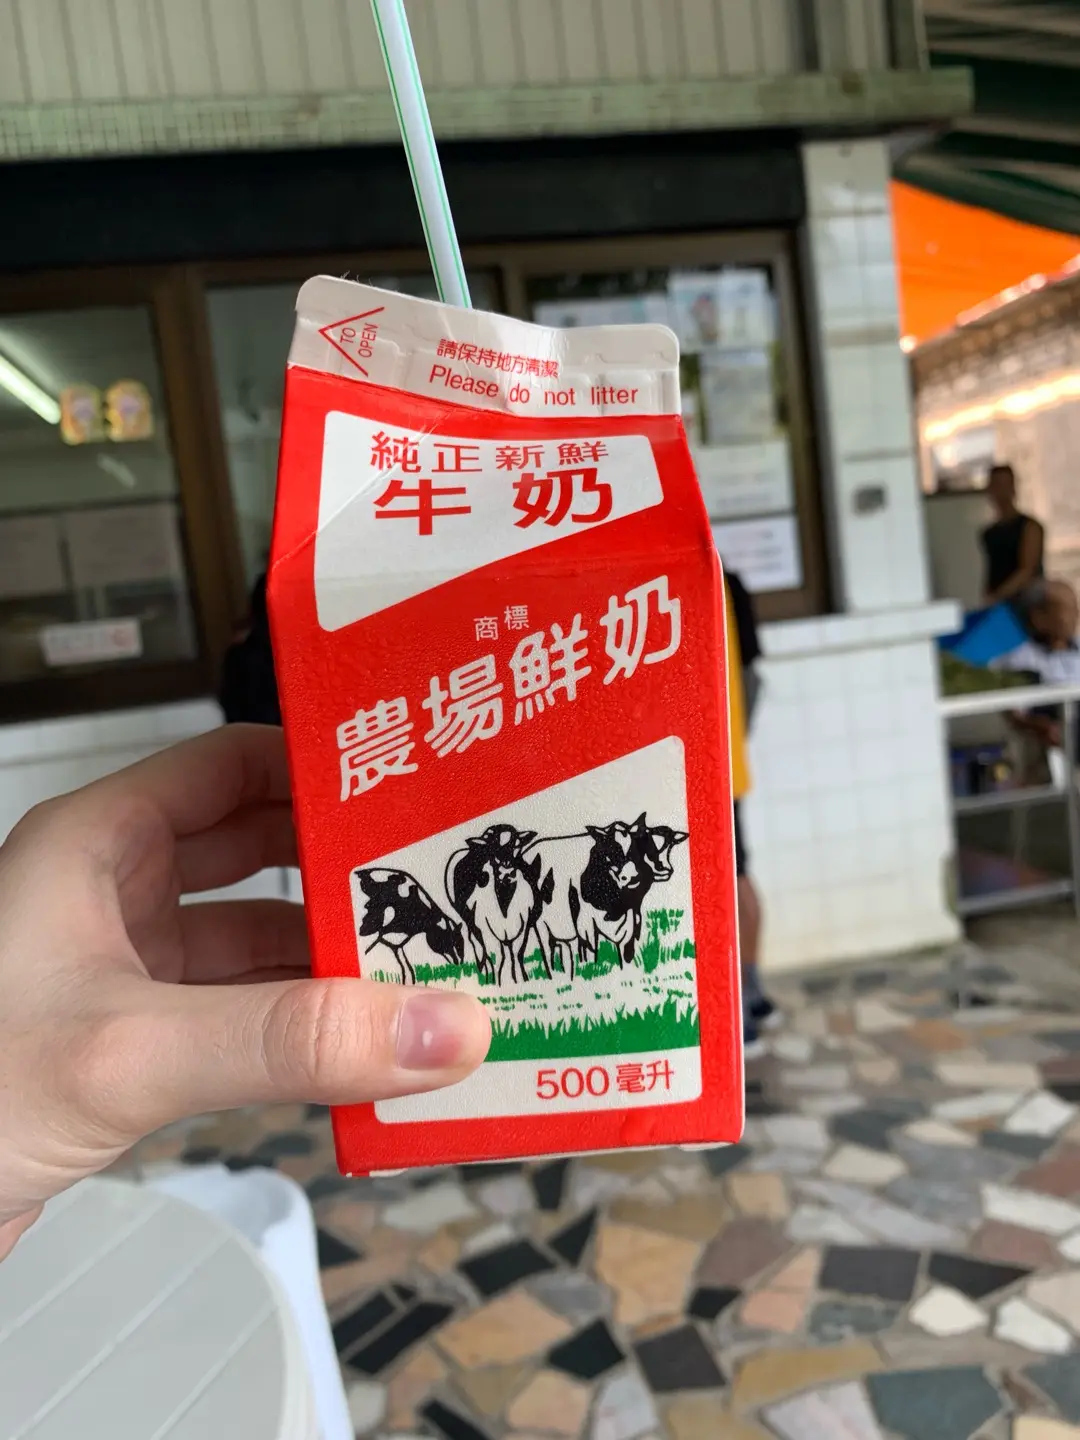 TO
OPEN
請保持地方清潔
Please do not litter
純正新鮮
牛奶
商標
農場鮮奶
500毫升